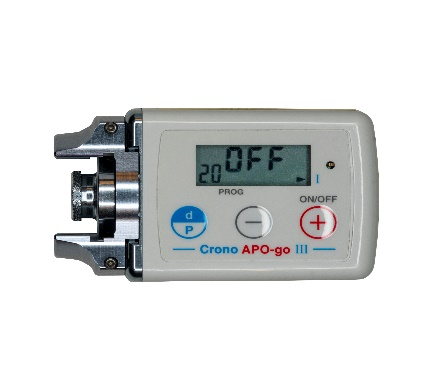 20 OFF
I
PROG
ON/OFF
d
P
−
+
Crono APO-go III